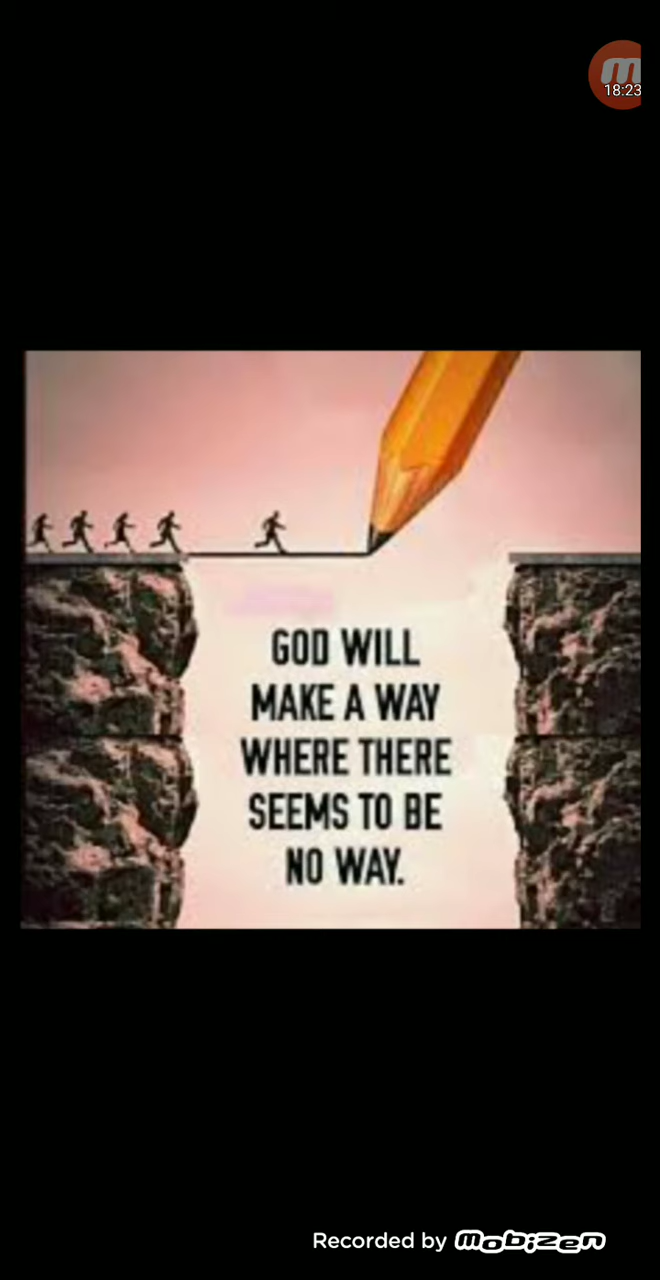 18:23
GOD WILL
MAKE A WAY
WHERE THERE
SEEMS TO BE
NO WAY.
Recorded by mobizen